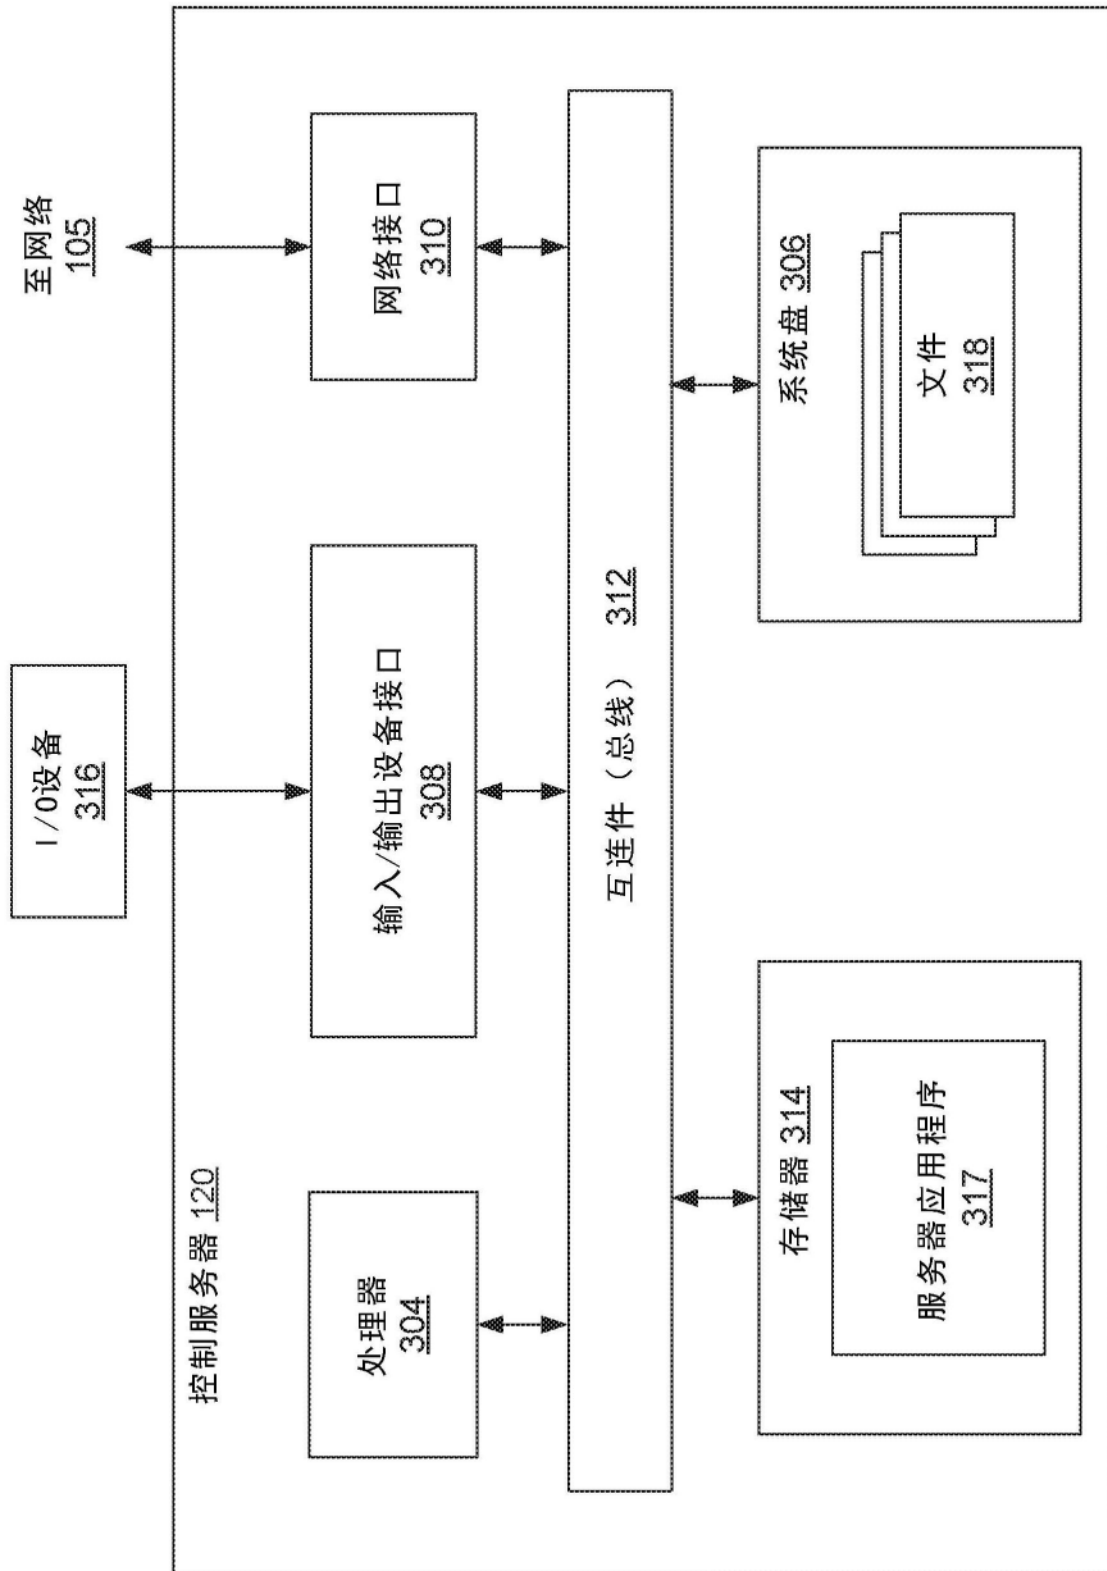 I/O设备
316
至网络
105
控制服务器 120
处理器
304
输入/输出设备接口
308
网络接口
310
互连件（总线） 312
存储器 314
服务器应用程序
317
系统盘 306
文件
318